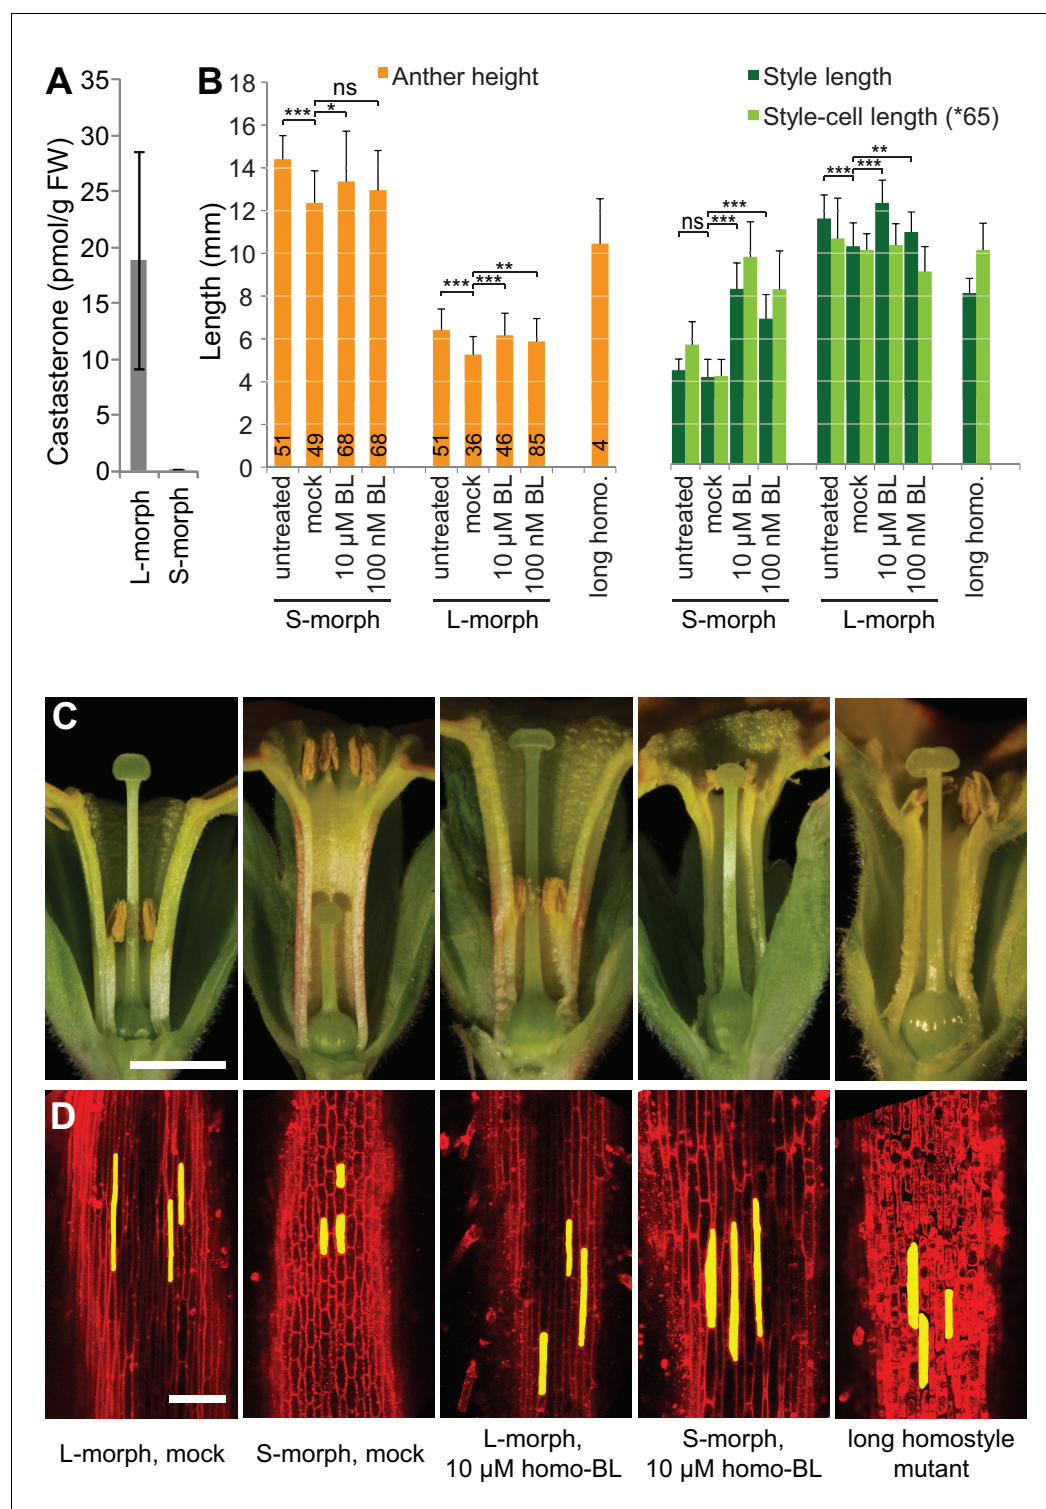 A
35
30
25
20
15
10
5
0
Castasterone (pmol/g FW)
L-morph
S-morph
B
18
16
14
12
10
8
6
4
2
0
Length (mm)
Anther height
*** * ns
*** *** **
51 49 68 68 51 36 46 85 4
untreated
mock
10 µM BL
100 nM BL
S-morph
untreated
mock
10 µM BL
100 nM BL
L-morph
long homo.
Style length
Style-cell length (*65)
ns *** ***
*** *** **
untreated
mock
10 µM BL
100 nM BL
S-morph
untreated
mock
10 µM BL
100 nM BL
L-morph
long homo.
C
D
L-morph, mock
S-morph, mock
L-morph,
10 µM homo-BL
S-morph,
10 µM homo-BL
long homostyle
mutant